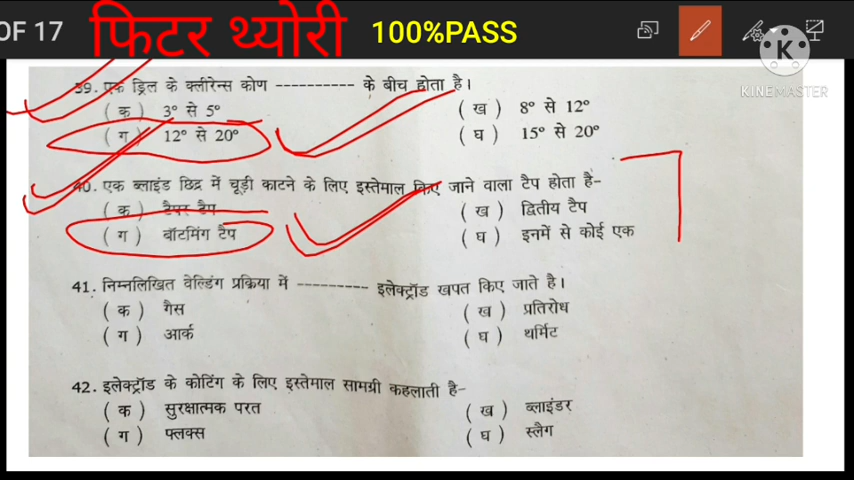 OF 17 फिटर थ्योरी 100%PASS
K
KINEMASTER
39. एक ड्रिल के क्लीरेन्स कोण ---------- के बीच होता है।
( क ) 3° से 5° ( ख ) 8° से 12°
( ग ) 12° से 20° ( घ ) 15° से 20°
40. एक ब्लाइंड छिद्र में चूड़ी काटने के लिए इस्तेमाल किए जाने वाला टैप होता है-
( क ) टैपर टैप ( ख ) द्वितीय टैप
( ग ) बॉटमिंग टैप ( घ ) इनमें से कोई एक
41. निम्नलिखित वेल्डिंग प्रक्रिया में --------- इलेक्ट्रॉड खपत किए जाते है।
( क ) गैस ( ख ) प्रतिरोध
( ग ) आर्क ( घ ) थर्मिट
42. इलेक्ट्रॉड के कोटिंग के लिए इस्तेमाल सामग्री कहलाती है-
( क ) सुरक्षात्मक परत ( ख ) ब्लाइंडर
( ग ) फ्लक्स ( घ ) स्लैग